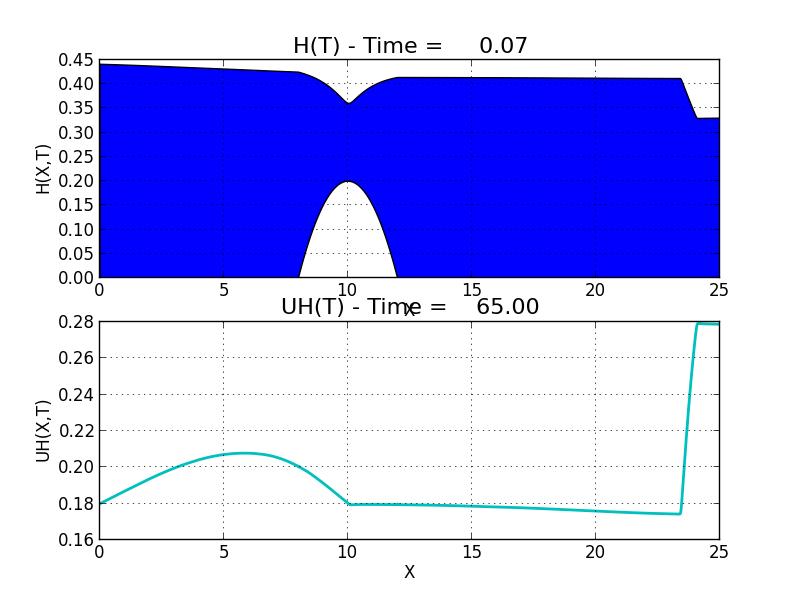 H(T) - Time = 0.07
0.45
0.40
0.35
0.30
0.25
0.20
0.15
0.10
0.05
0.00
H(X,T)
0 5 10 15 20 25
X
UH(T) - Time = 65.00
0.28
0.26
0.24
0.22
0.20
0.18
0.16
UH(X,T)
0 5 10 15 20 25
X